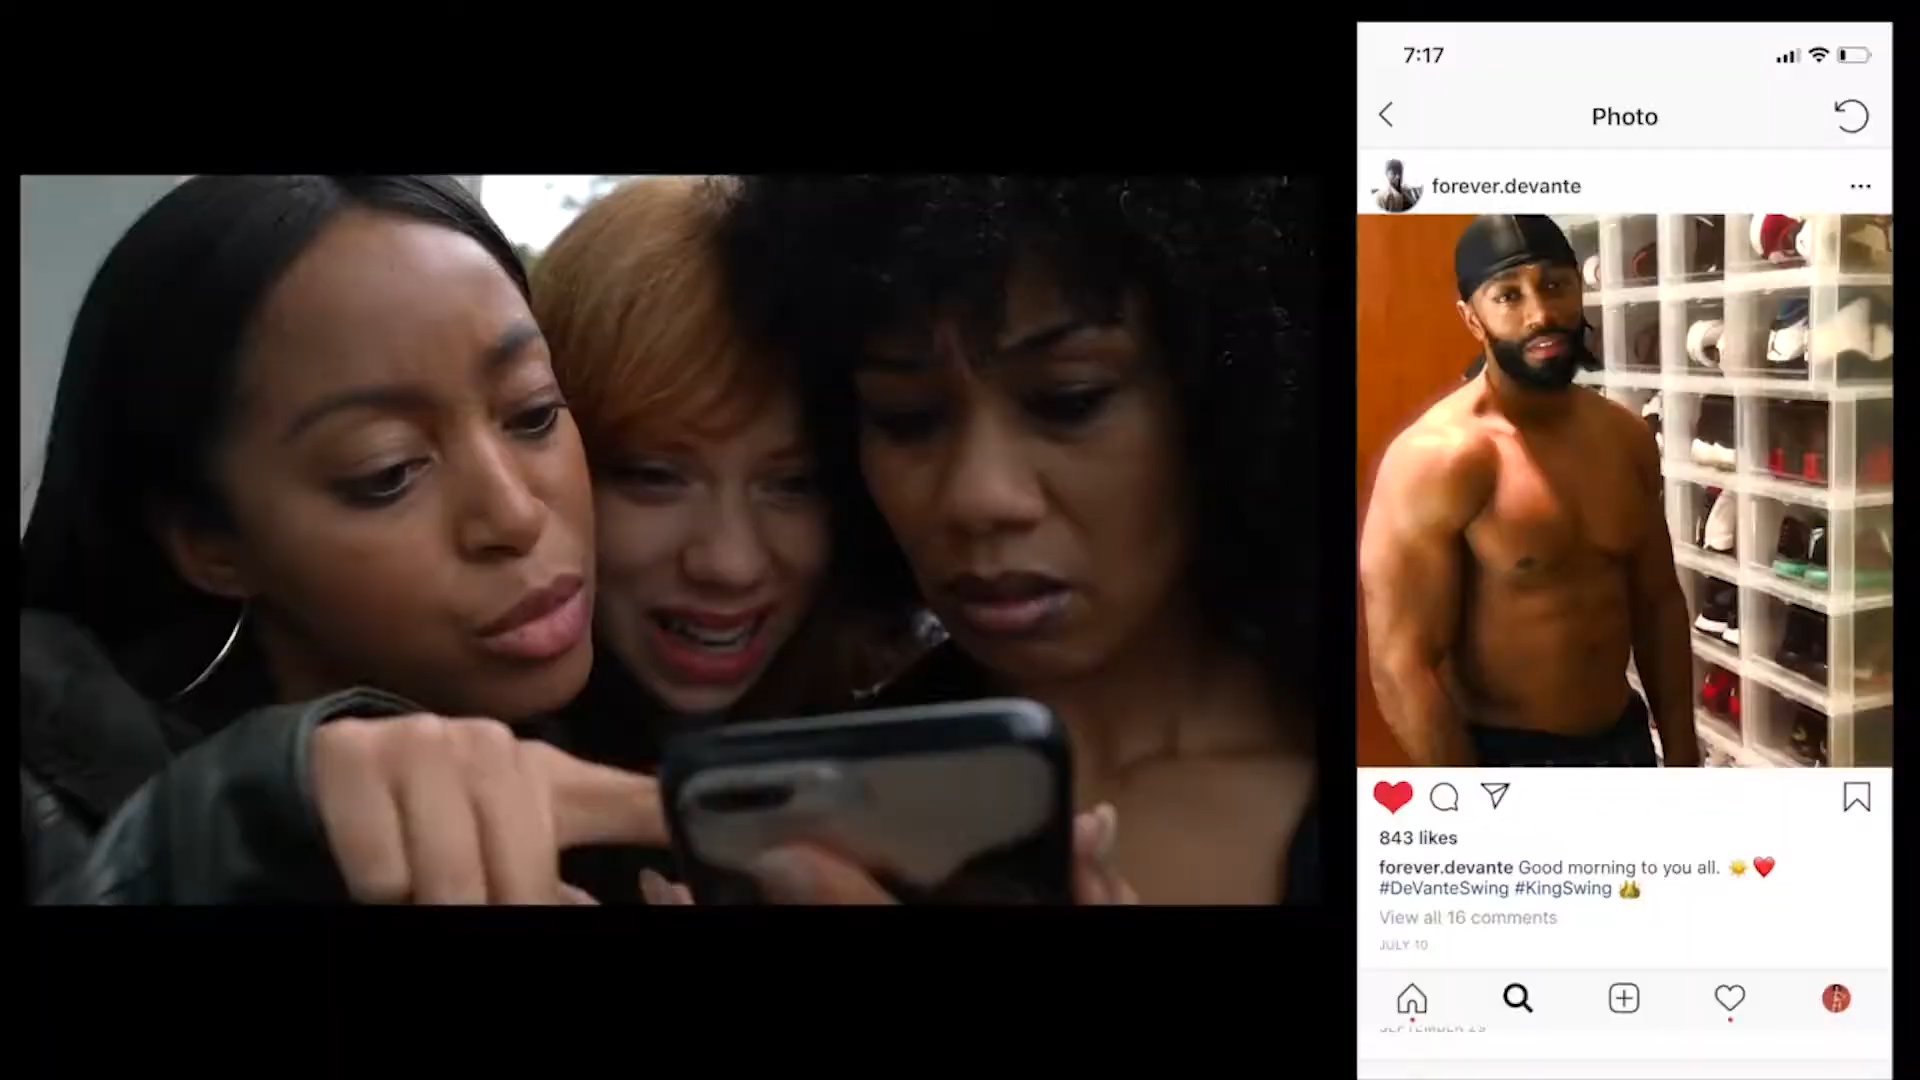 7:17
Photo
forever.devante
843 likes
forever.devante Good morning to you all. ☀️ ❤️
#DeVanteSwing #KingSwing 👑
View all 16 comments
JULY 10